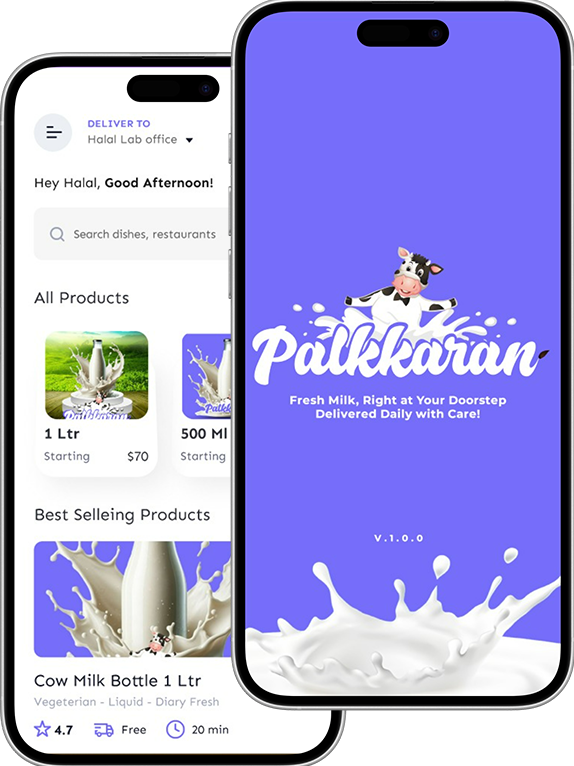 DELIVER TO
Halal Lab office
Hey Halal, Good Afternoon!
Search dishes, restaurants
All Products
Palkkaran
1 Ltr
Starting $70
500 Ml
Starting
BestSelleing Products
Cow Milk Bottle 1 Ltr
Vegeterian - Liquid - Diary Fresh
4.7 Free 20 min
Palkkaran
Fresh Milk, Right at Your Doorstep
Delivered Daily with Care!
V.1.0.0